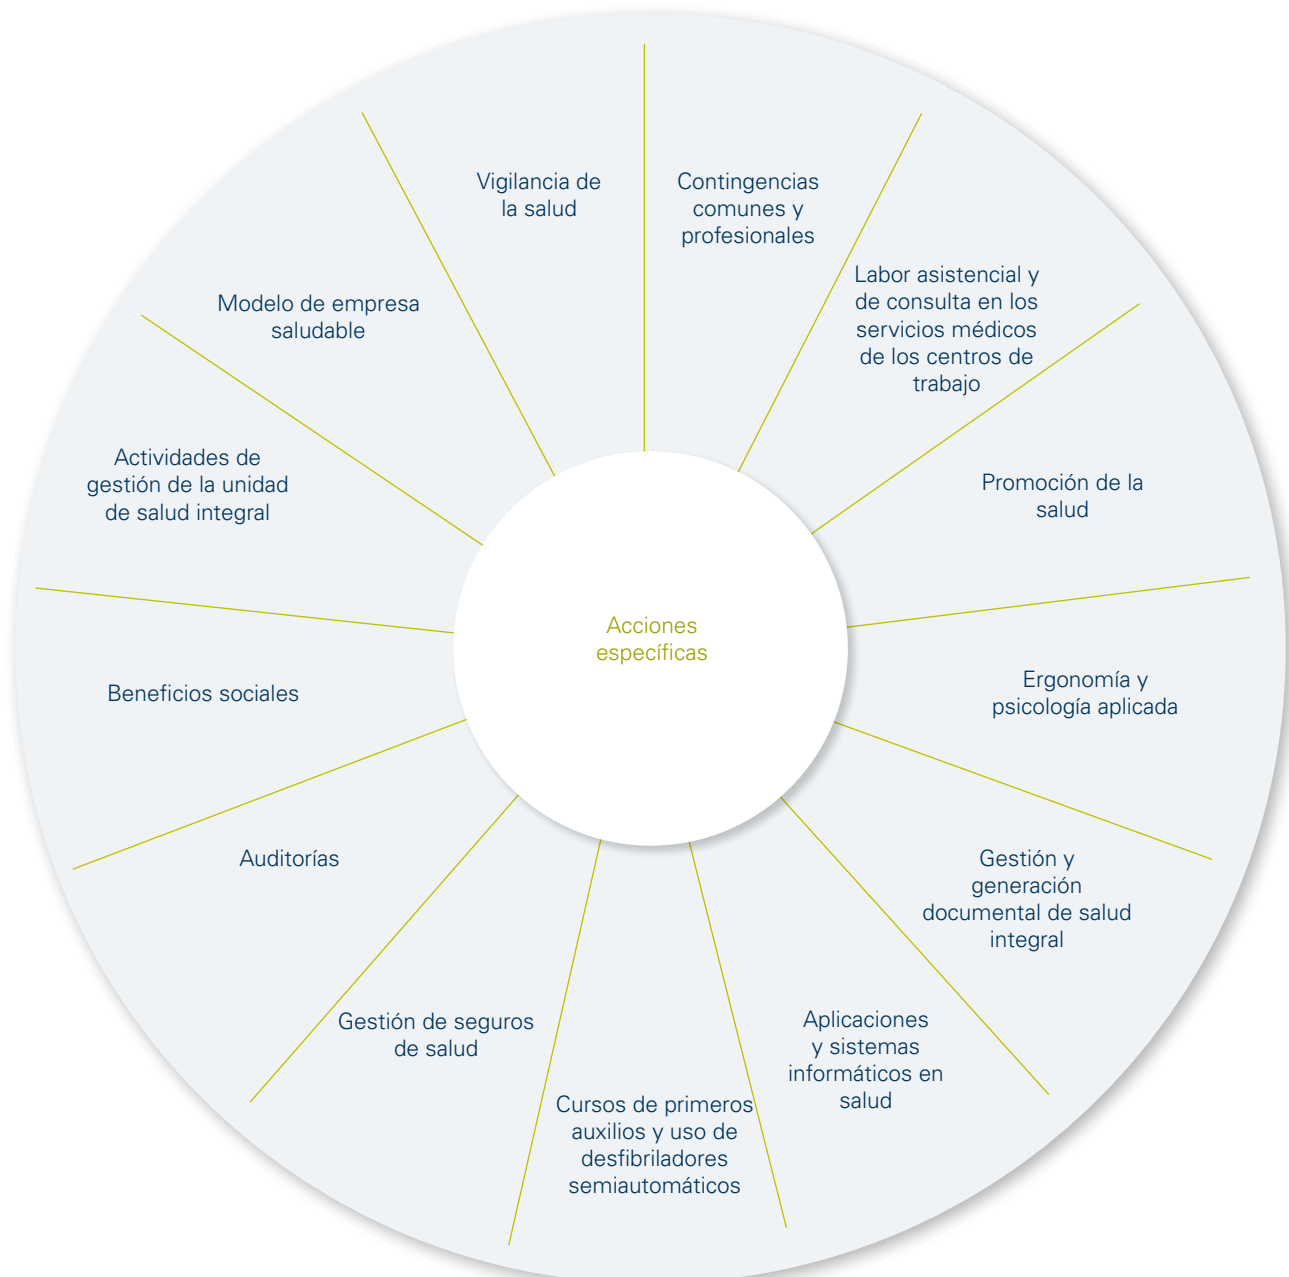 Vigilancia de
la salud
Contingencias
comunes y
profesionales
Labor asistencial y
de consulta en los
servicios médicos
de los centros de
trabajo
Promoción de la
salud
Ergonomía y
psicología aplicada
Gestión y
generación
documental de salud
integral
Aplicaciones
y sistemas
informáticos en
salud
Cursos de primeros
auxilios y uso de
desfibriladores
semiautomáticos
Gestión de seguros
de salud
Auditorías
Beneficios sociales
Actividades de
gestión de la unidad
de salud integral
Modelo de empresa
saludable
Acciones
específicas